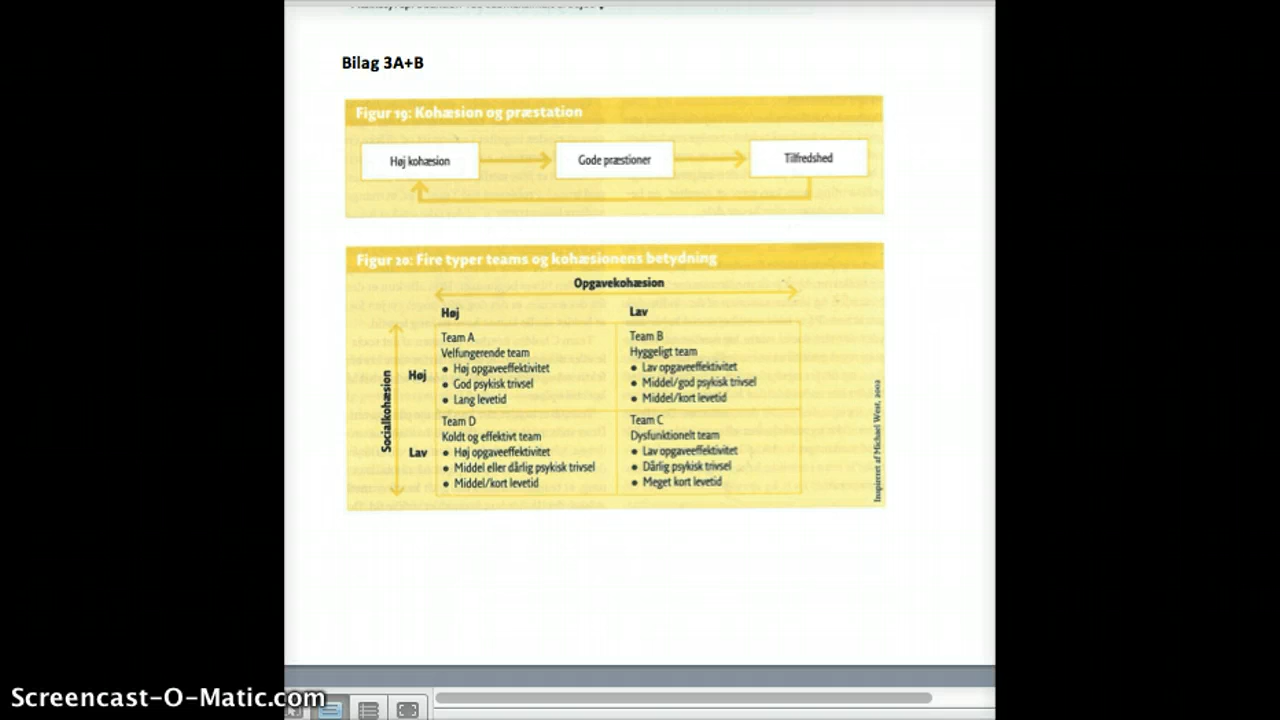 Bilag 3A+B
Figur 19: Kohæsion og præstation
Høj kohæsion
Gode præstioner
Tilfredshed
Figur 20: Fire typer teams og kohæsionens betydning
Opgavekohæsion
Høj
Lav
Socialkohæsion
Høj
Team A
Velfungerende team
• Høj opgaveeffektivitet
• God psykisk trivsel
• Lang levetid
Team B
Hyggeligt team
• Lav opgaveeffektivitet
• Middel/god psykisk trivsel
• Middel/kort levetid
Lav
Team D
Koldt og effektivt team
• Høj opgaveeffektivitet
• Middel eller dårlig psykisk trivsel
• Middel/kort levetid
Team C
Dysfunktionelt team
• Lav opgaveeffektivitet
• Dårlig psykisk trivsel
• Meget kort levetid
Inspireret af Michael West, 2002
Screencast-O-Matic.com